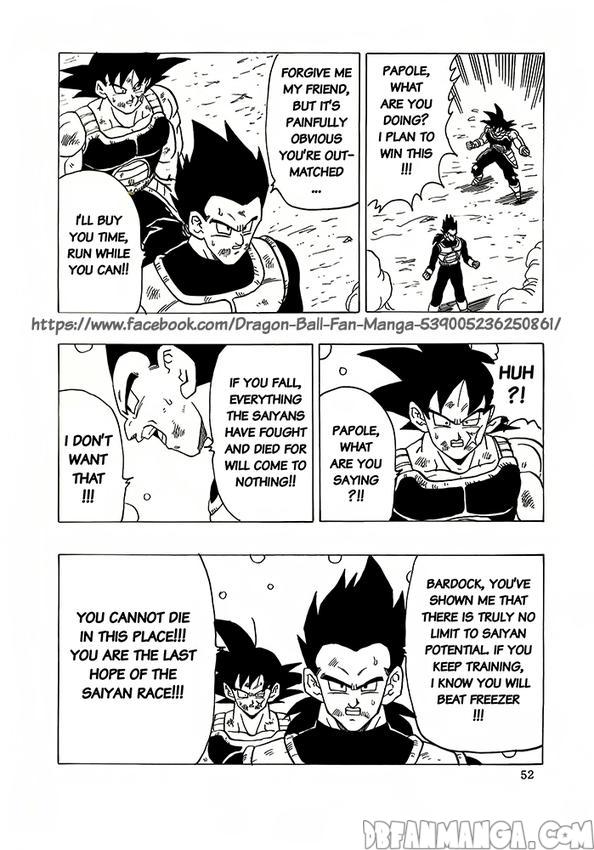 PAPOLE,
WHAT
ARE YOU
DOING?
I PLAN TO
WIN THIS
!!!
FORGIVE ME
MY FRIEND,
BUT IT'S
PAINFULLY
OBVIOUS
YOU'RE OUT-
MATCHED
...
I'LL BUY
YOU TIME,
RUN WHILE
YOU CAN!!
https://www.facebook.com/Dragon-Ball-Fan-Manga-539005236250861/
HUH
?!
PAPOLE,
WHAT
ARE YOU
SAYING
?!!
IF YOU FALL,
EVERYTHING
THE SAIYANS
HAVE FOUGHT
AND DIED FOR
WILL COME TO
NOTHING!!
I DON'T
WANT
THAT
!!!
BARDOCK, YOU'VE
SHOWN ME THAT
THERE IS TRULY NO
LIMIT TO SAIYAN
POTENTIAL. IF YOU
KEEP TRAINING,
I KNOW YOU WILL
BEAT FREEZER
!!!
YOU CANNOT DIE
IN THIS PLACE!!!
YOU ARE THE LAST
HOPE OF THE
SAIYAN RACE!!!
52
DBFANMANGA.COM